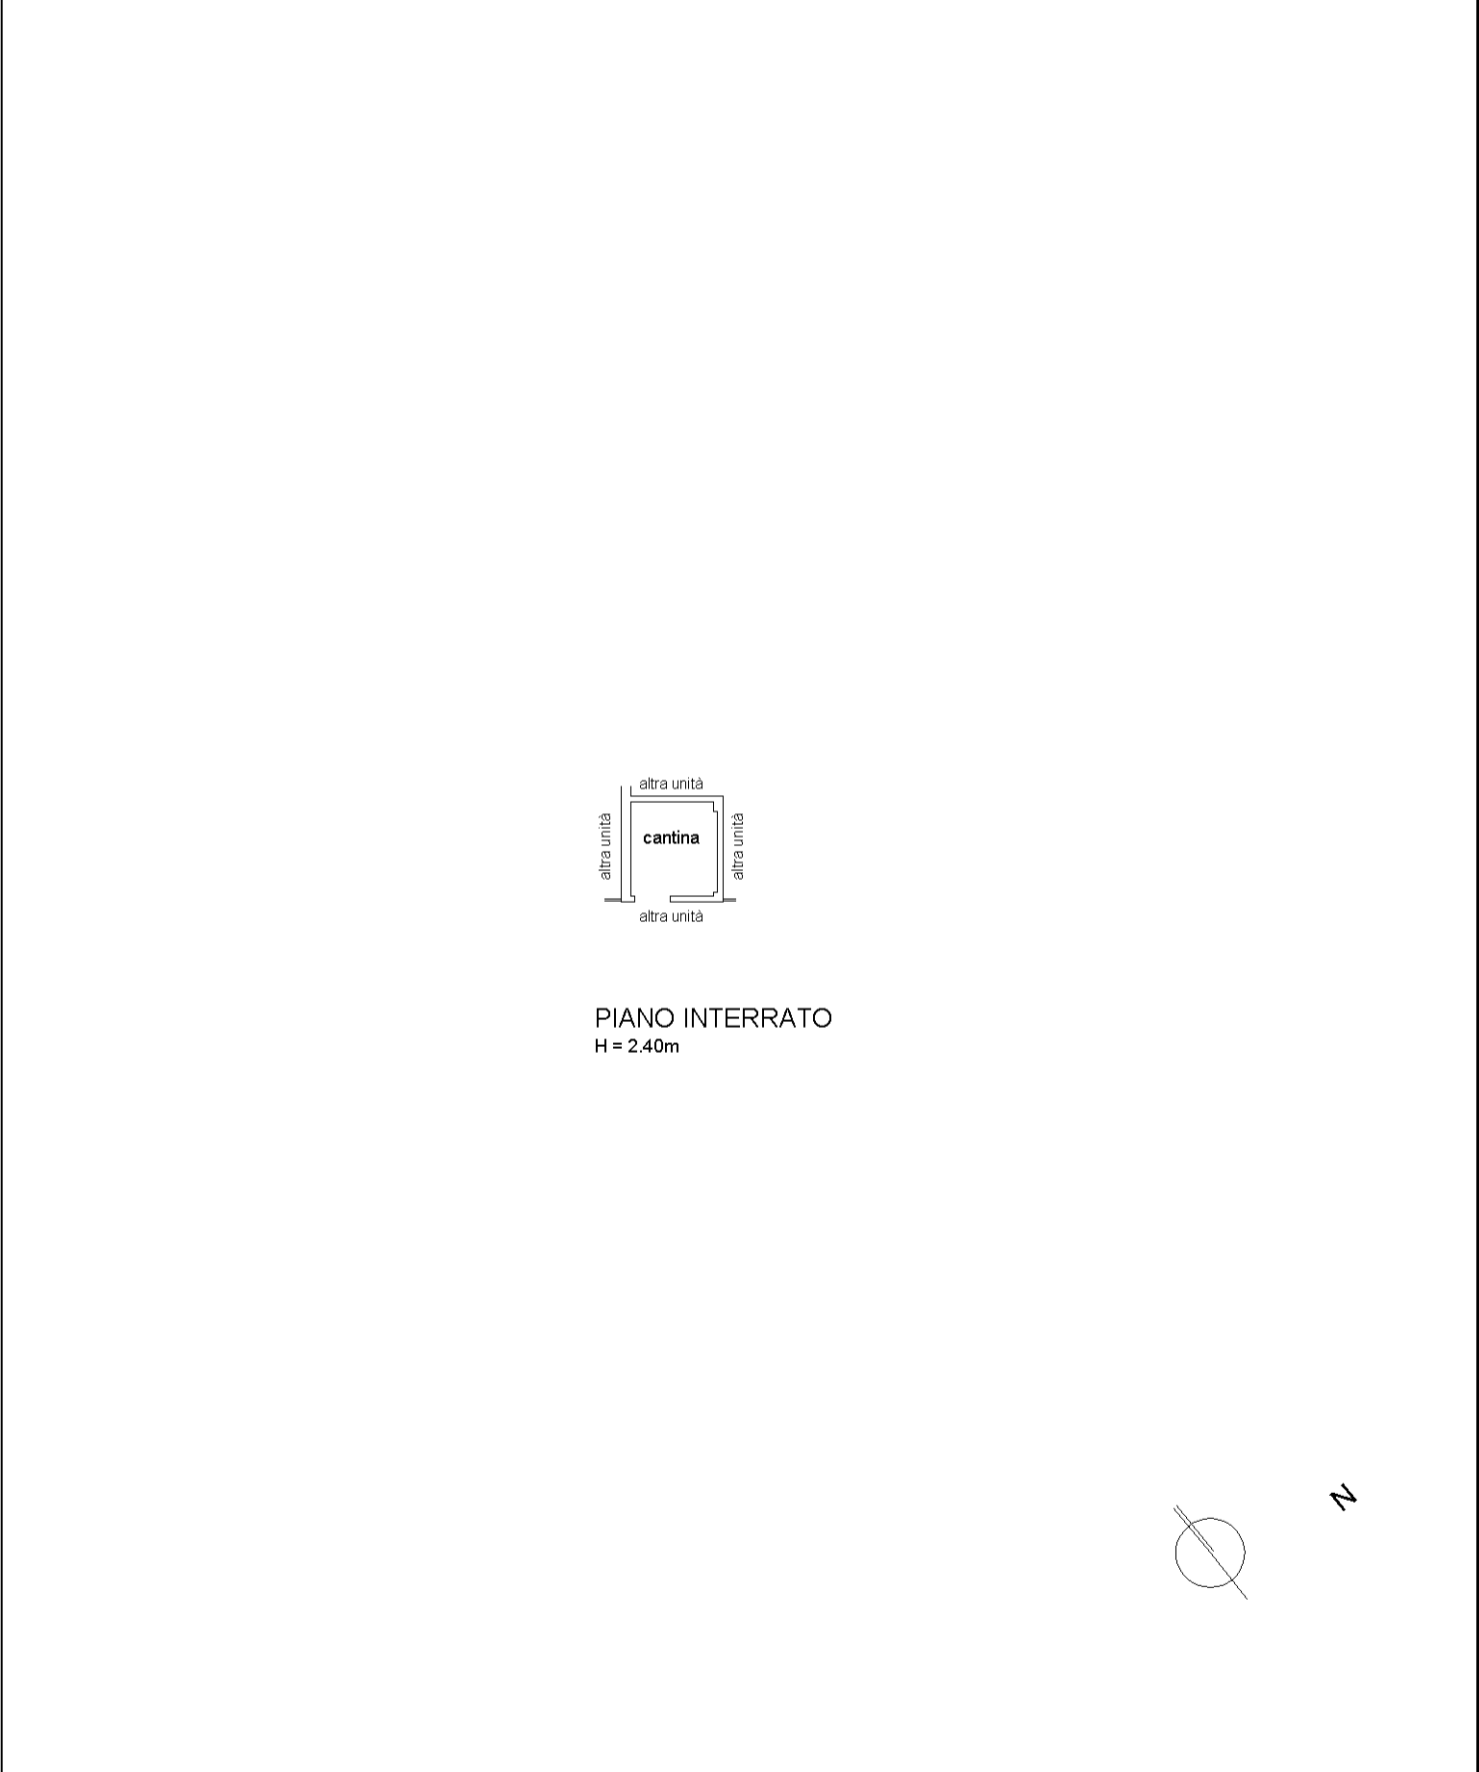 altra unità
altra unità
cantina
altra unità
altra unità
PIANO INTERRATO
H = 2.40m
N